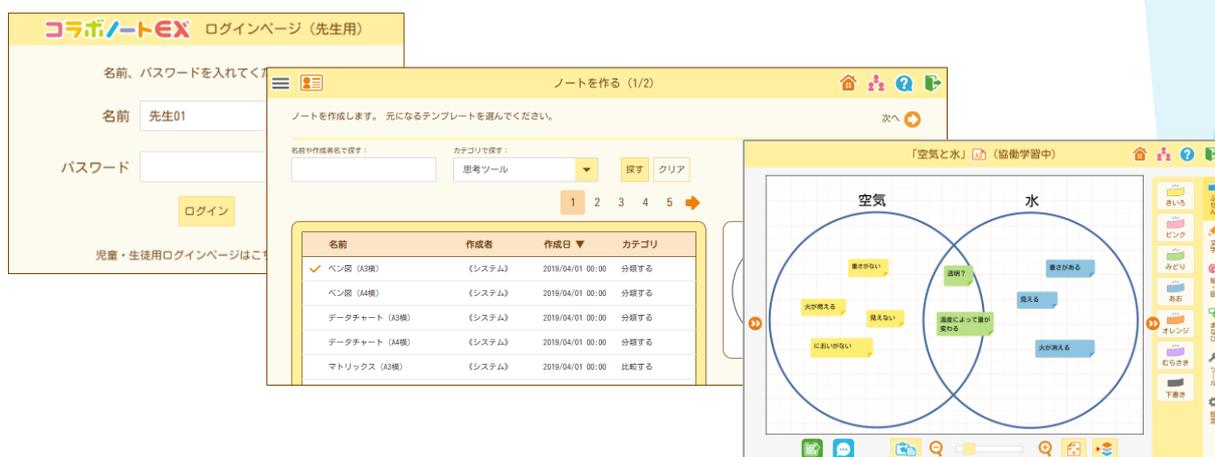 コラボノートEX ログインページ（先生用）
名前、パスワードを入れてくだ
名前 先生01
パスワード
ログイン
児童・生徒用ログインページはこち
ノートを作る（1/2）
ノートを作成します。 元になるテンプレートを選んでください。
次へ
名前や作成者名で探す：
カテゴリで探す：
思考ツール
探す
クリア
1 2 3 4 5
名前 作成者 作成日▼ カテゴリ
ベン図（A3横） 《システム》 2019/04/01 00:00 分類する
ベン図（A4横） 《システム》 2019/04/01 00:00 分類する
データチャート（A3横） 《システム》 2019/04/01 00:00 分類する
データチャート（A4横） 《システム》 2019/04/01 00:00 分類する
マトリックス（A3横） 《システム》 2019/04/01 00:00 比較する
「空気と水」（協働学習中）
空気
水
重さがない
火が燃える
見えない
においがない
透明？
温度によって量が
変わる
重さがある
見える
火が消える
きいろ
ピンク
みどり
あお
オレンジ
むらさき
下書き
ふせん
文字